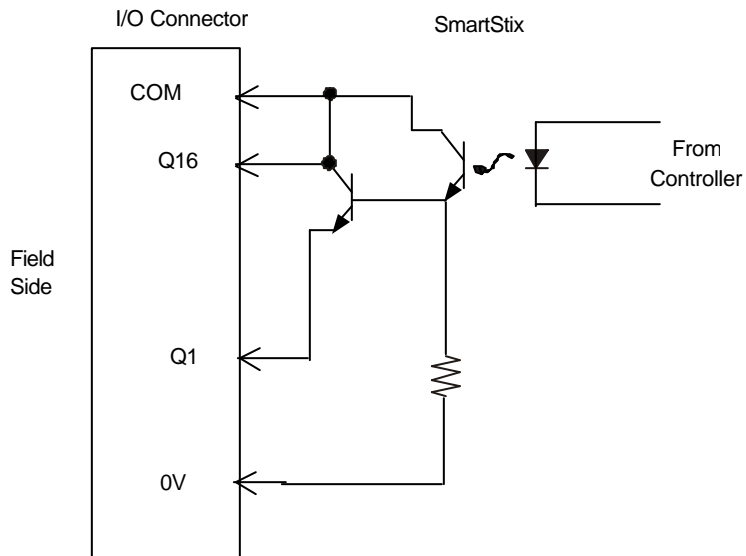 I/O Connector
SmartStix
COM
Q16
From
Controller
Field
Side
Q1
0V